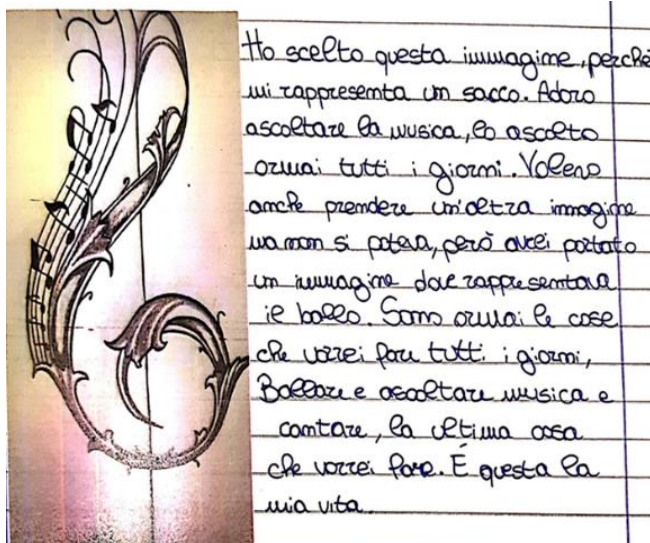 Ho scelto questa immagine, perchè
mi rappresenta un sacco. Adoro
ascoltare la musica, lo ascolto
ormai tutti i giorni. Volevo
anche prendere un'altra immagine
ma non si poteva, però avrei portato
un immagine dove rappresentava
il ballo. Sono ormai le cose
che vorrei fare tutti i giorni,
Ballare e ascoltare musica e
cantare, la ultima cosa
che vorrei fare. É questa la
mia vita.